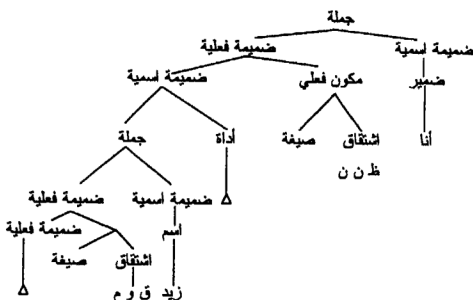 جملة
ضميمة اسمية ضميمة فعلية
ضمير مكون فعلي ضميمة اسمية
أنا اشتقاق صيغة أداة جملة
ظ ن ن
Δ
ضميمة اسمية ضميمة فعلية
اسم ضميمة فعلية
اشتقاق صيغة
زيد ق و م Δ